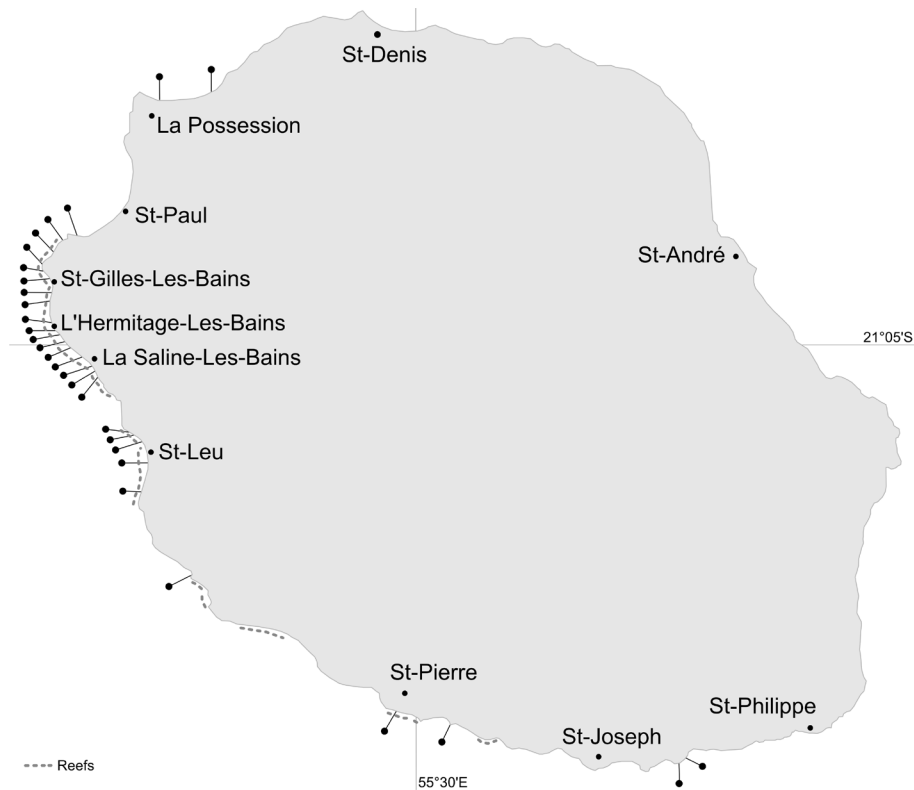 St-Denis
La Possession
St-Paul
St-André
St-Gilles-Les-Bains
L'Hermitage-Les-Bains
21°05'S
La Saline-Les-Bains
St-Leu
St-Pierre
St-Philippe
St-Joseph
Reefs
55°30'E